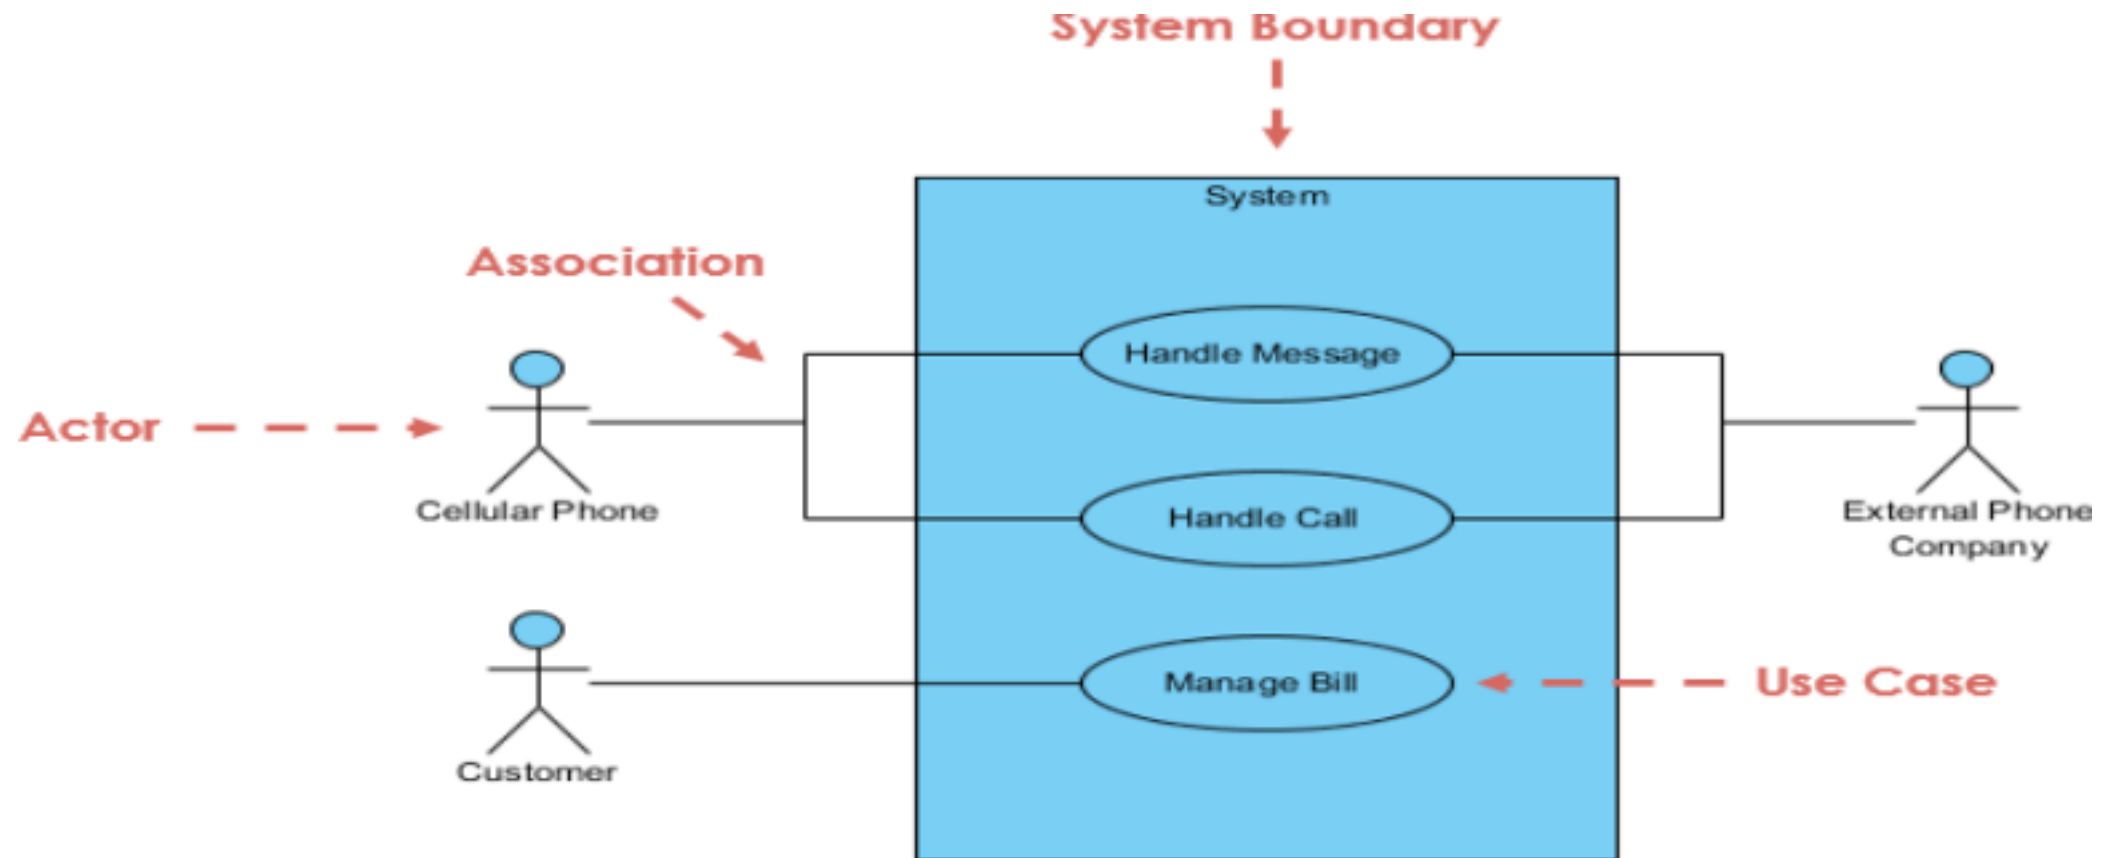 System Boundary
System
Association
Handle Message
Actor
Cellular Phone
Handle Call
External Phone
Company
Manage Bill
Use Case
Customer